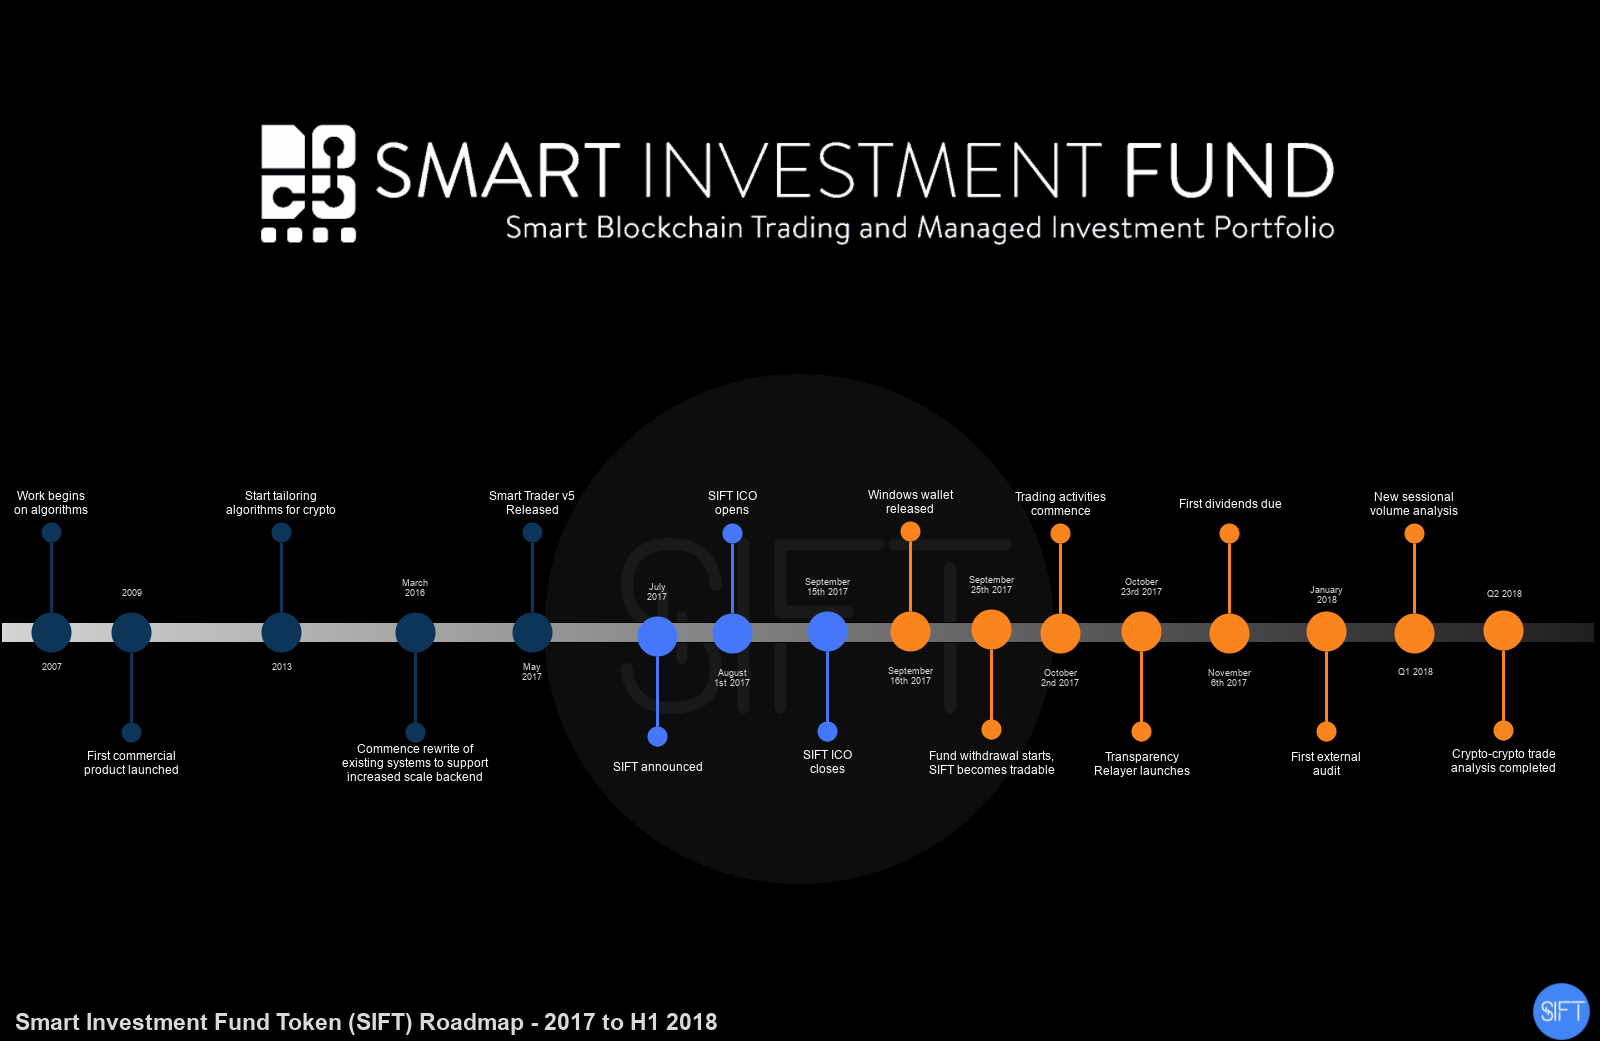 SMART INVESTMENT FUND
Smart Blockchain Trading and Managed Investment Portfolio
Work begins
on algorithms
2007
2009
First commercial
product launched
Start tailoring
algorithms for crypto
2013
March
2016
Commence rewrite of
existing systems to support
increased scale backend
Smart Trader v5
Released
May
2017
July
2017
SIFT announced
SIFT ICO
opens
August
1st 2017
September
15th 2017
SIFT ICO
closes
Windows wallet
released
September
16th 2017
September
25th 2017
Fund withdrawal starts,
SIFT becomes tradable
Trading activities
commence
October
2nd 2017
October
23rd 2017
Transparency
Relayer launches
First dividends due
November
6th 2017
January
2018
First external
audit
New sessional
volume analysis
Q1 2018
Q2 2018
Crypto-crypto trade
analysis completed
SIFT
Smart Investment Fund Token (SIFT) Roadmap - 2017 to H1 2018
SIFT